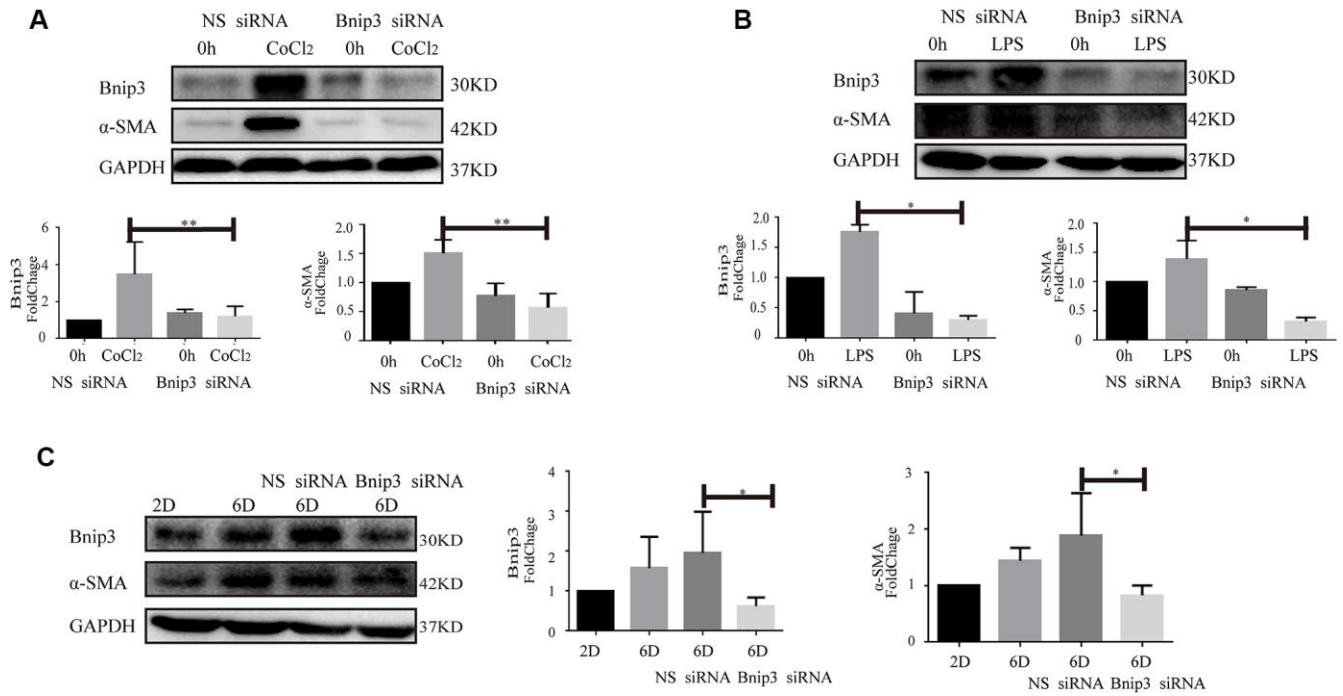 A
NS siRNA Bnip3 siRNA
0h CoCl2 0h CoCl2
Bnip3 30KD
α-SMA 42KD
GAPDH 37KD
Bnip3
FoldChage
6
4
2
0
**
0h CoCl2 0h CoCl2
NS siRNA Bnip3 siRNA
α-SMA
FoldChage
2.0
1.5
1.0
0.5
0.0
**
0h CoCl2 0h CoCl2
NS siRNA Bnip3 siRNA
B
NS siRNA Bnip3 siRNA
0h LPS 0h LPS
Bnip3 30KD
α-SMA 42KD
GAPDH 37KD
Bnip3
FoldChage
2.0
1.5
1.0
0.5
0.0
*
0h LPS 0h LPS
NS siRNA Bnip3 siRNA
α-SMA
FoldChage
2.0
1.5
1.0
0.5
0.0
*
0h LPS 0h LPS
NS siRNA Bnip3 siRNA
C
NS siRNA Bnip3 siRNA
2D 6D 6D 6D
Bnip3 30KD
α-SMA 42KD
GAPDH 37KD
Bnip3
FoldChage
4
3
2
1
0
*
2D 6D 6D 6D
NS siRNA Bnip3 siRNA
α-SMA
FoldChage
3
2
1
0
*
2D 6D 6D 6D
NS siRNA Bnip3 siRNA